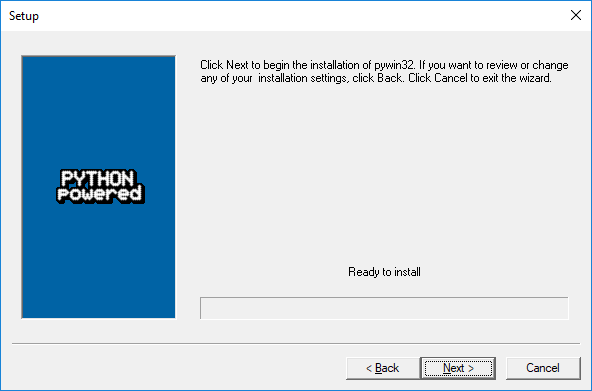 Setup
Click Next to begin the installation of pywin32. If you want to review or change
any of your  installation settings, click Back. Click Cancel to exit the wizard.
PYTHON
powered
Ready to install
< Back
Next >
Cancel